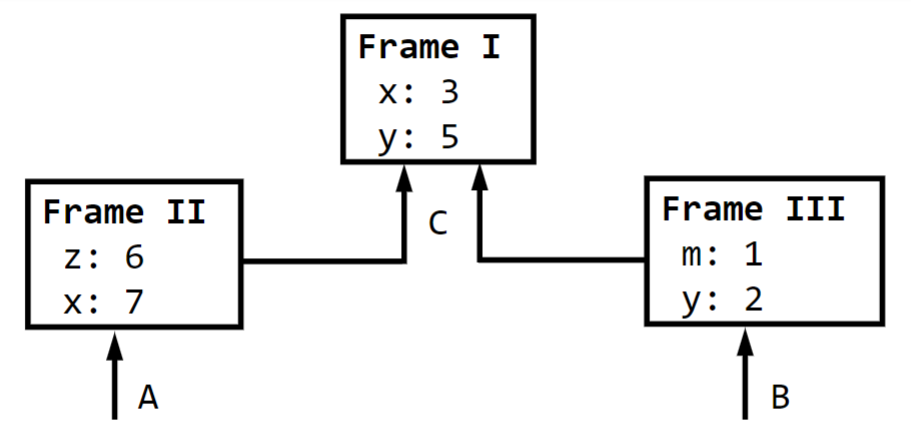 Frame I
x: 3
y: 5
Frame II
z: 6
x: 7
C
Frame III
m: 1
y: 2
A
B